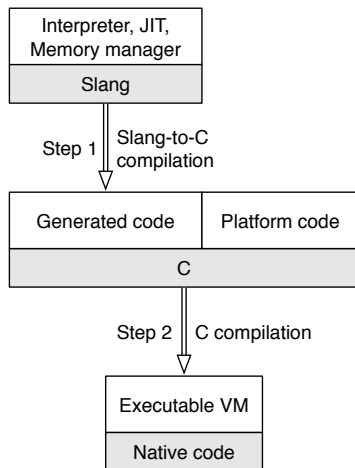 Interpreter, JIT,
Memory manager
Slang
Step 1
Slang-to-C
compilation
Generated code
Platform code
C
Step 2
C compilation
Executable VM
Native code